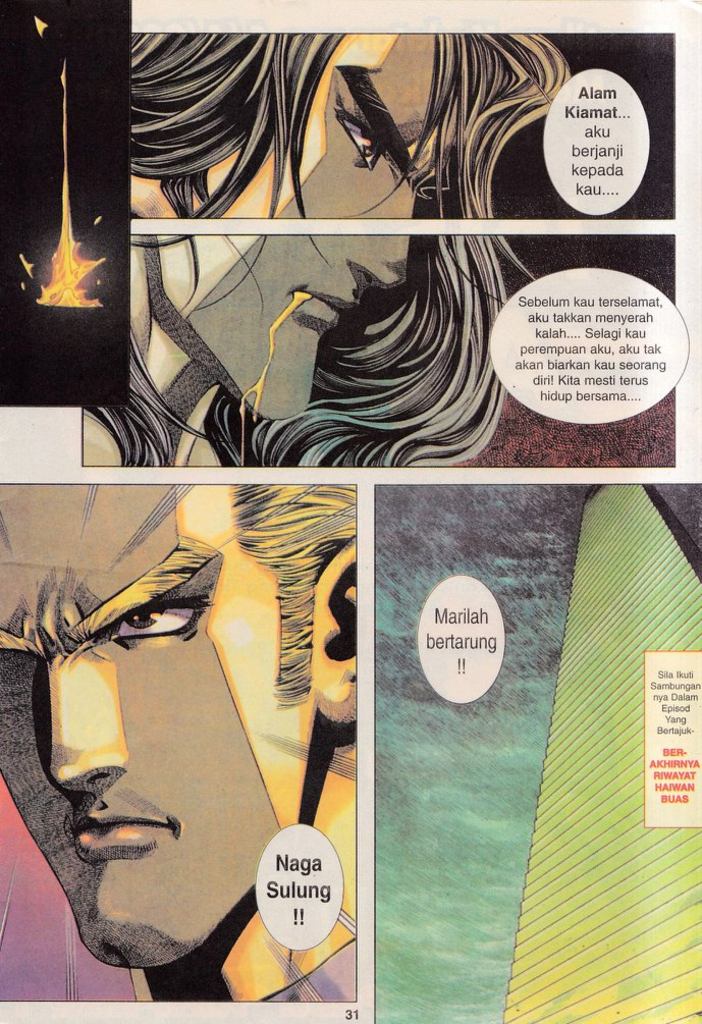 Alam
Kiamat...
aku
berjanji
kepada
kau....
Sebelum kau terselamat,
aku takkan menyerah
kalah.... Selagi kau
perempuan aku, aku tak
akan biarkan kau seorang
diri! Kita mesti terus
hidup bersama....
Naga
Sulung
!!
Marilah
bertarung
!!
Sila Ikuti
Sambungan
nya Dalam
Episod
Yang
Bertajuk-
BER-
AKHIRNYA
RIWAYAT
HAIWAN
BUAS
31